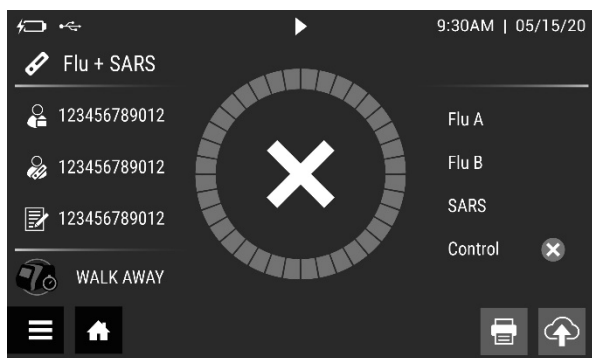 9:30AM | 05/15/20
Flu + SARS
123456789012
123456789012
123456789012
WALK AWAY
Flu A
Flu B
SARS
Control